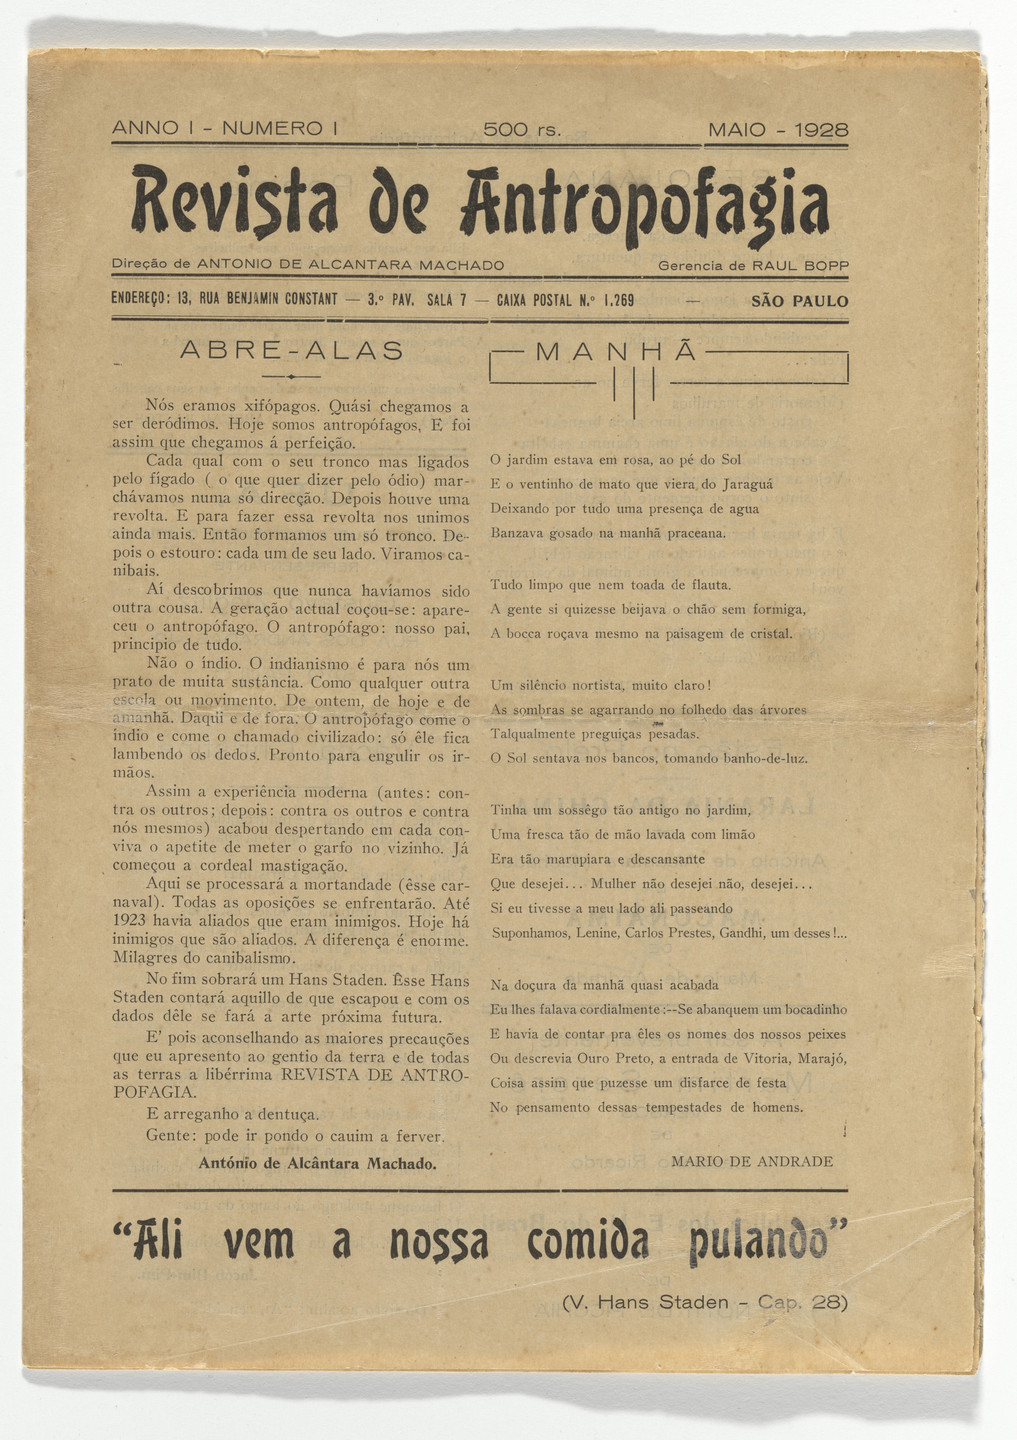 ANNO I - NUMERO I 500 rs. MAIO - 1928
Revista de Antropofagia
Direção de ANTONIO DE ALCANTARA MACHADO Gerencia de RAUL BOPP
ENDEREÇO: 13, RUA BENJAMIN CONSTANT — 3.º PAV. SALA 7 — CAIXA POSTAL N.º 1.269 — SÃO PAULO
ABRE-ALAS
Nós eramos xifópagos. Quási chegamos a
ser deródimos. Hoje somos antropófagos, E foi
assim que chegamos á perfeição.
Cada qual com o seu tronco mas ligados
pelo fígado ( o que quer dizer pelo ódio) mar-
chávamos numa só direcção. Depois houve uma
revolta. E para fazer essa revolta nos unimos
ainda mais. Então formamos um só tronco. De-
pois o estouro: cada um de seu lado. Viramos ca-
nibais.
Aí descobrimos que nunca havíamos sido
outra cousa. A geração actual coçou-se: apare-
ceu o antropófago. O antropófago: nosso pai,
principio de tudo.
Não o índio. O indianismo é para nós um
prato de muita sustância. Como qualquer outra
escola ou movimento. De ontem, de hoje e de
amanhã. Daqui e de fora. O antropófago come o
índio e come o chamado civilizado: só êle fica
lambendo os dedos. Pronto para engulir os ir-
mãos.
Assim a experiência moderna (antes: con-
tra os outros; depois: contra os outros e contra
nós mesmos) acabou despertando em cada con-
viva o apetite de meter o garfo no vizinho. Já
começou a cordeal mastigação.
Aqui se processará a mortandade (êsse car-
naval). Todas as oposições se enfrentarão. Até
1923 havia aliados que eram inimigos. Hoje há
inimigos que são aliados. A diferença é enorme.
Milagres do canibalismo.
No fim sobrará um Hans Staden. Êsse Hans
Staden contará aquillo de que escapou e com os
dados dêle se fará a arte próxima futura.
E' pois aconselhando as maiores precauções
que eu apresento ao gentio da terra e de todas
as terras a libérrima REVISTA DE ANTRO-
POFAGIA.
E arreganho a dentuça.
Gente: pode ir pondo o cauim a ferver.
António de Alcântara Machado.
MANHÃ
O jardim estava em rosa, ao pé do Sol
E o ventinho de mato que viera do Jaraguá
Deixando por tudo uma presença de agua
Banzava gosado na manhã praceana.
Tudo limpo que nem toada de flauta.
A gente si quizesse beijava o chão sem formiga,
A bocca roçava mesmo na paisagem de cristal.
Um silêncio nortista, muito claro!
As sombras se agarrando no folhedo das árvores
Talqualmente preguiças pesadas.
O Sol sentava nos bancos, tomando banho-de-luz.
Tinha um sossêgo tão antigo no jardim,
Uma fresca tão de mão lavada com limão
Era tão marupiara e descansante
Que desejei... Mulher não desejei não, desejei...
Si eu tivesse a meu lado ali passeando
Suponhamos, Lenine, Carlos Prestes, Gandhi, um desses!...
Na doçura da manhã quasi acabada
Eu lhes falava cordialmente:--Se abanquem um bocadinho
E havia de contar pra êles os nomes dos nossos peixes
Ou descrevia Ouro Preto, a entrada de Vitoria, Marajó,
Coisa assim que puzesse um disfarce de festa
No pensamento dessas tempestades de homens.
MARIO DE ANDRADE
“Ali vem a nossa comida pulando”
(V. Hans Staden - Cap. 28)